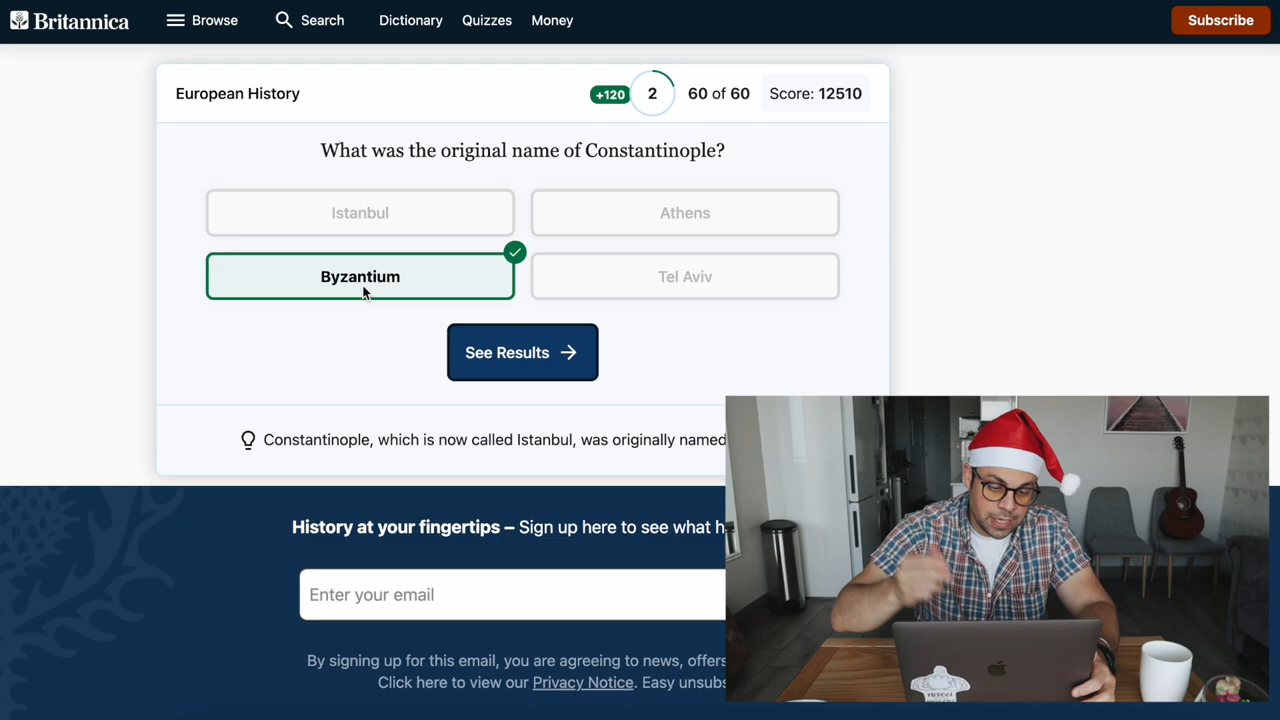 Britannica Browse Search Dictionary Quizzes Money Subscribe
European History +120 2 60 of 60 Score: 12510
What was the original name of Constantinople?
Istanbul Athens
Byzantium Tel Aviv
See Results
Constantinople, which is now called Istanbul, was originally named
History at your fingertips – Sign up here to see what h
Enter your email
By signing up for this email, you are agreeing to news, offers
Click here to view our Privacy Notice. Easy unsubs